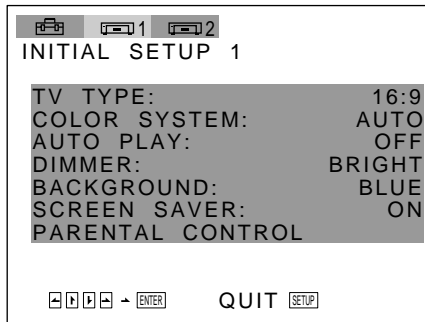 1 2
INITIAL SETUP 1
TV TYPE: 16:9
COLOR SYSTEM: AUTO
AUTO PLAY: OFF
DIMMER: BRIGHT
BACKGROUND: BLUE
SCREEN SAVER: ON
PARENTAL CONTROL
ENTER QUIT SETUP